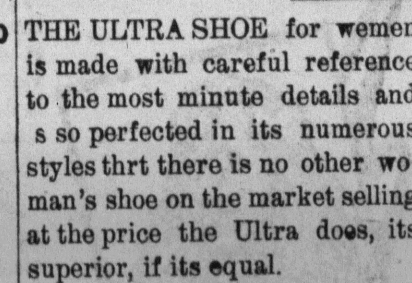 THE ULTRA SHOE for wemen
is made with careful reference
to the most minute details and
s so perfected in its numerous
styles thrt there is no other wo
man's shoe on the market selling
at the price the Ultra does, its
superior, if its equal.